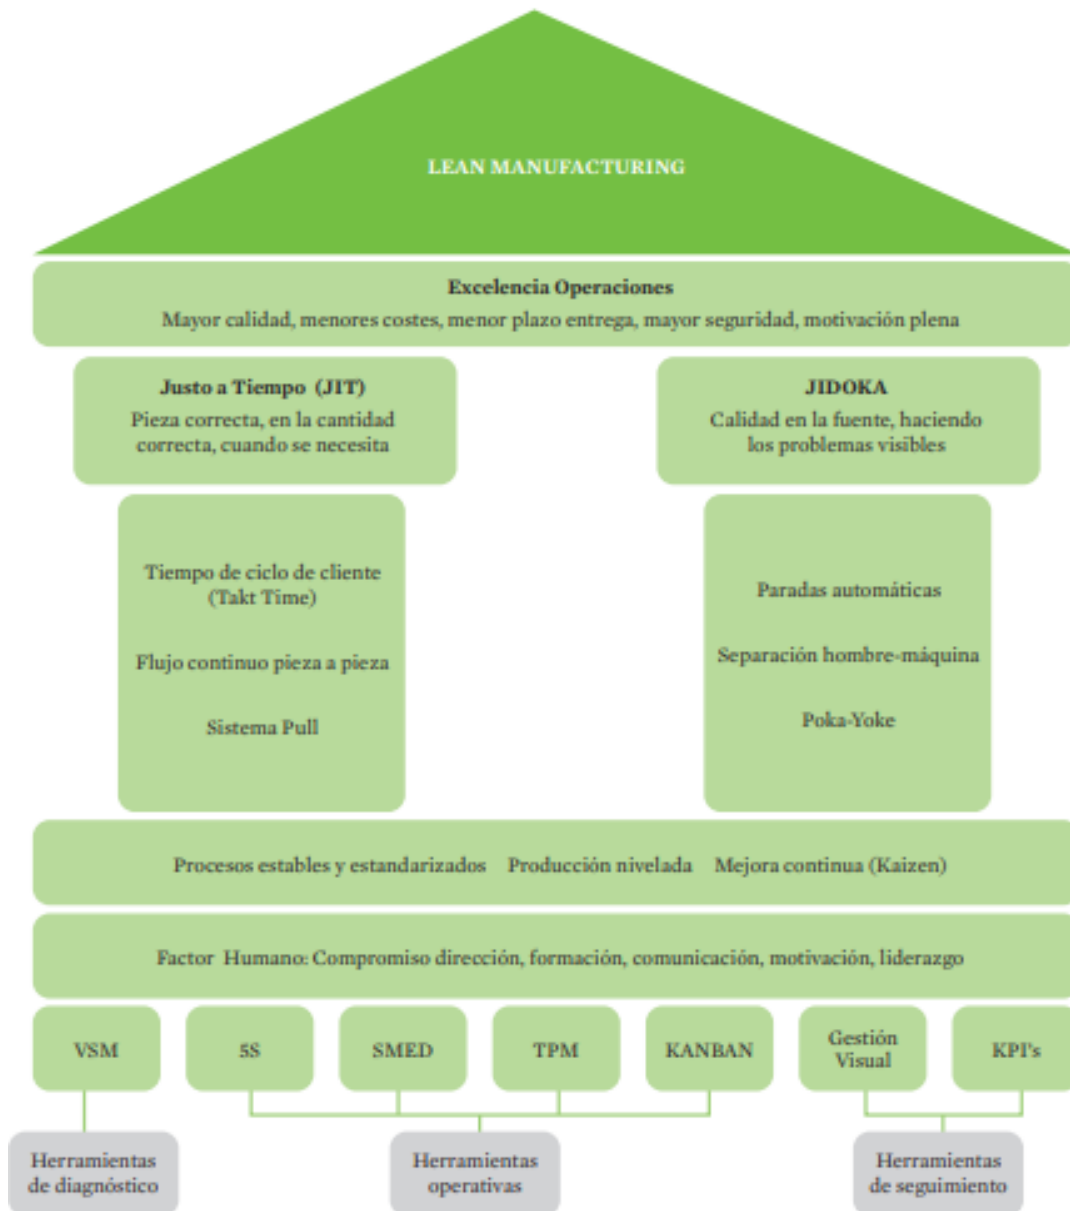 LEAN MANUFACTURING
Excelencia Operaciones
Mayor calidad, menores costes, menor plazo entrega, mayor seguridad, motivación plena
Justo a Tiempo (JIT)
Pieza correcta, en la cantidad
correcta, cuando se necesita
JIDOKA
Calidad en la fuente, haciendo
los problemas visibles
Tiempo de ciclo de cliente
(Takt Time)
Flujo continuo pieza a pieza
Sistema Pull
Paradas automáticas
Separación hombre-máquina
Poka-Yoke
Procesos estables y estandarizados Producción nivelada Mejora continua (Kaizen)
Factor Humano: Compromiso dirección, formación, comunicación, motivación, liderazgo
VSM
5S
SMED
TPM
KANBAN
Gestión
Visual
KPI's
Herramientas
de diagnóstico
Herramientas
operativas
Herramientas
de seguimiento